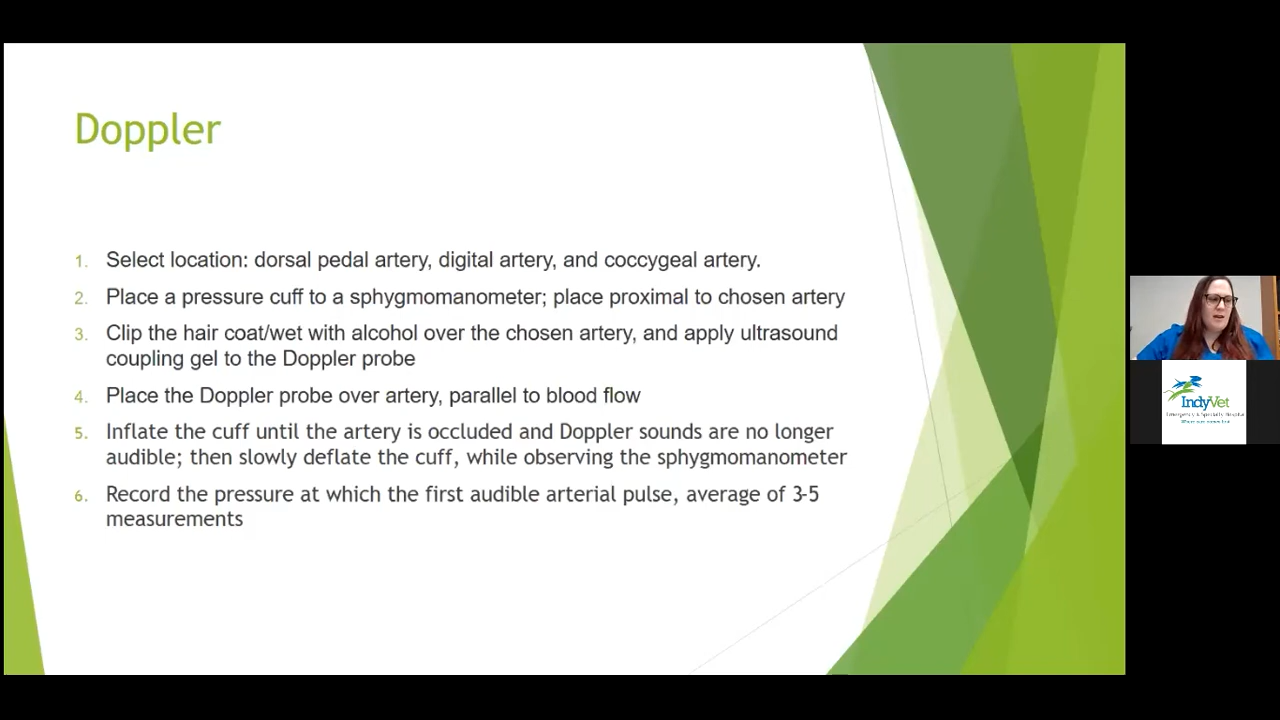 Doppler
1. Select location: dorsal pedal artery, digital artery, and coccygeal artery.
2. Place a pressure cuff to a sphygmomanometer; place proximal to chosen artery
3. Clip the hair coat/wet with alcohol over the chosen artery, and apply ultrasound
coupling gel to the Doppler probe
4. Place the Doppler probe over artery, parallel to blood flow
5. Inflate the cuff until the artery is occluded and Doppler sounds are no longer
audible; then slowly deflate the cuff, while observing the sphygmomanometer
6. Record the pressure at which the first audible arterial pulse, average of 3-5
measurements
IndyVet
Emergency & Specialty Hospital